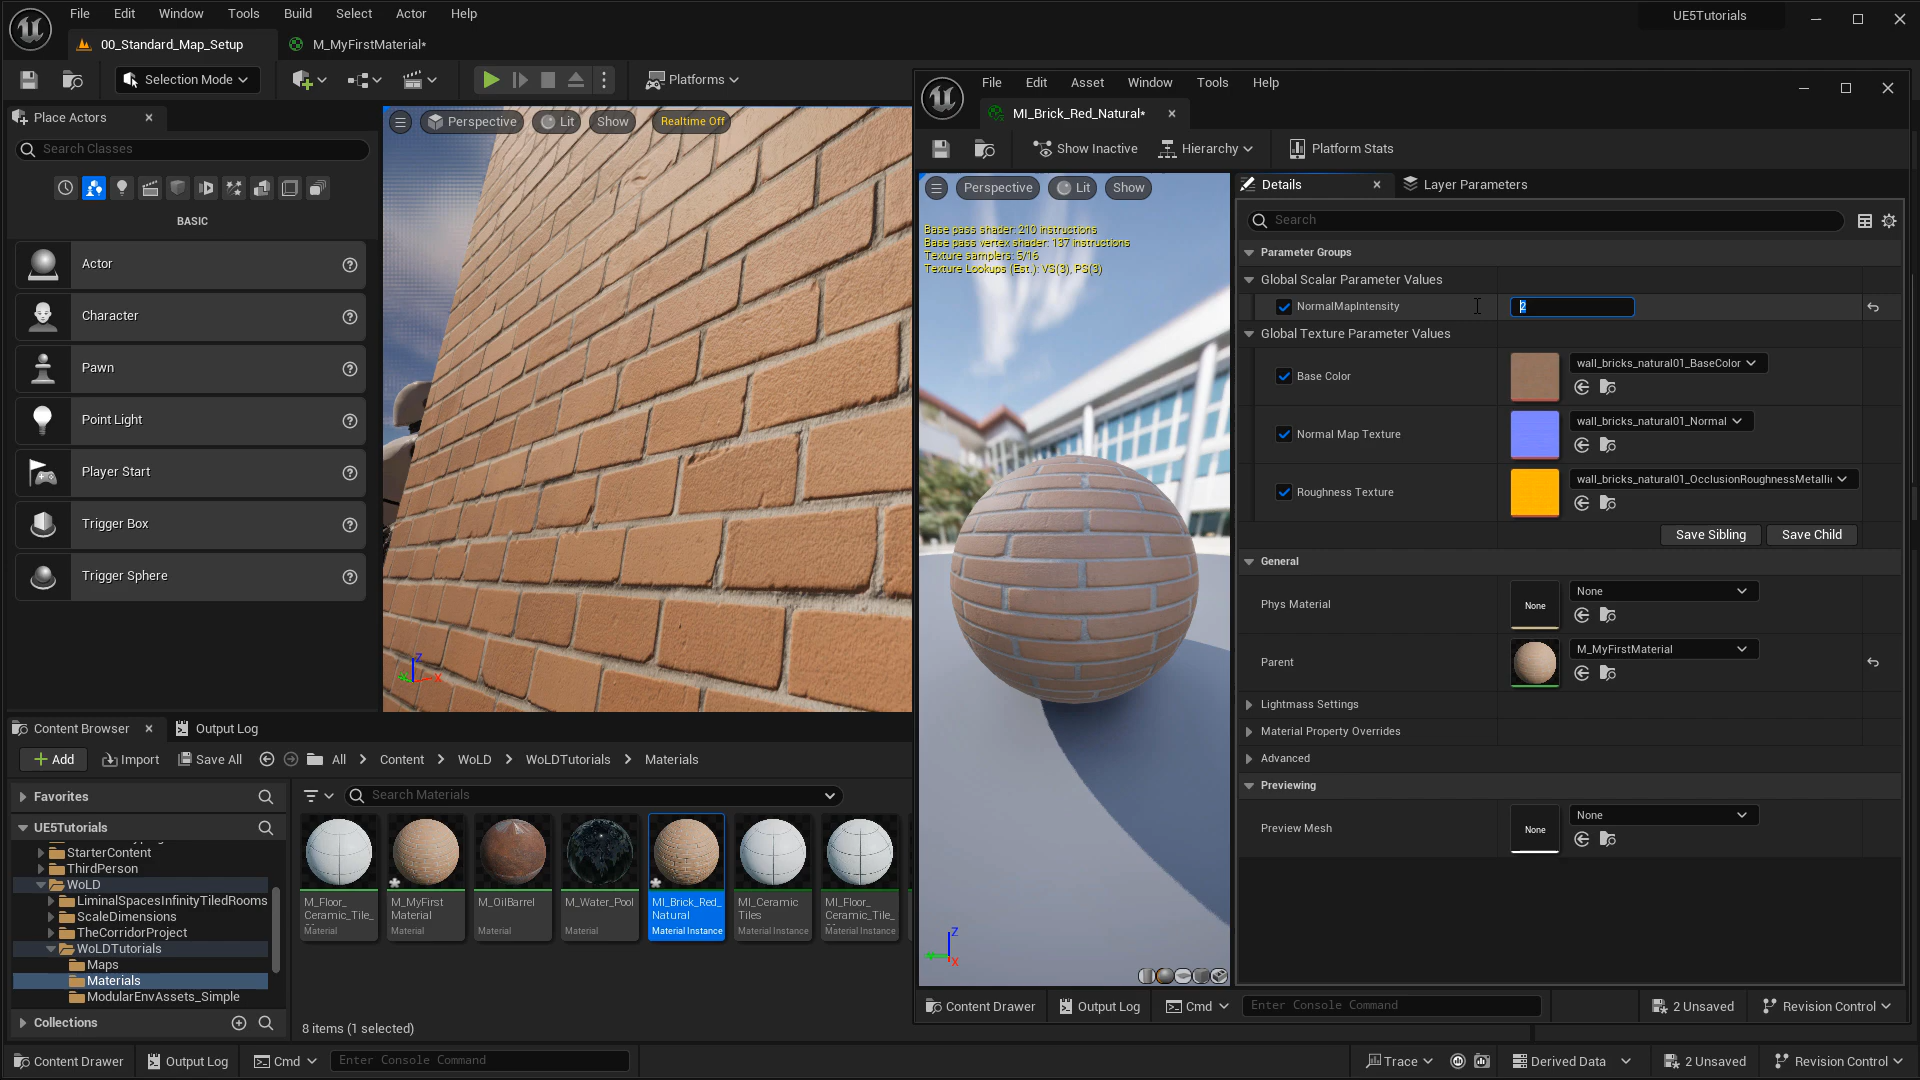 File Edit Window Tools Build Select Actor Help
UE5Tutorials
00_Standard_Map_Setup
M_MyFirstMaterial*
Selection Mode
Platforms
Place Actors
Search Classes
BASIC
Actor
Character
Pawn
Point Light
Player Start
Trigger Box
Trigger Sphere
Perspective Lit Show Realtime Off
Z
X
File Edit Asset Window Tools Help
MI_Brick_Red_Natural*
Show Inactive Hierarchy Platform Stats
Perspective Lit Show
Base pass shader: 210 instructions
Base pass vertex shader: 137 instructions
Texture samplers: 5/16
Texture Lookups (Est.): VS(3), PS(3)
Z
X
Details Layer Parameters
Search
Parameter Groups
Global Scalar Parameter Values
NormalMapIntensity 2
Global Texture Parameter Values
Base Color wall_bricks_natural01_BaseColor
Normal Map Texture wall_bricks_natural01_Normal
Roughness Texture wall_bricks_natural01_OcclusionRoughnessMetallic
Save Sibling Save Child
General
Phys Material None None
Parent M_MyFirstMaterial
Lightmass Settings
Material Property Overrides
Advanced
Previewing
Preview Mesh None None
Content Drawer Output Log Cmd Enter Console Command 2 Unsaved Revision Control
Content Browser Output Log
Add Import Save All All Content WoLD WoLDTutorials Materials
Favorites
UE5Tutorials
StarterContent
ThirdPerson
WoLD
LiminalSpacesInfinityTiledRooms
ScaleDimensions
TheCorridorProject
WoLDTutorials
Maps
Materials
ModularEnvAssets_Simple
Collections
Search Materials
M_Floor_
Ceramic_Tile_
Material
M_MyFirst
Material
Material
M_OilBarrel
Material
M_Water_Pool
Material
MI_Brick_Red_
Natural
Material Instance
MI_Ceramic
Tiles
Material Instance
MI_Floor_
Ceramic_Tile_
Material Instance
8 items (1 selected)
Content Drawer Output Log Cmd Enter Console Command Trace Derived Data 2 Unsaved Revision Control